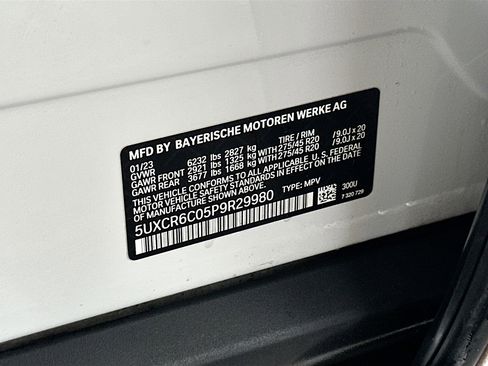 MFD BY BAYERISCHE MOTOREN WERKE AG
01/23 TIRE / RIM
GVWR 6232 lbs 2827 kg
GAWR FRONT 2921 lbs 1325 kg WITH 275/45 R20 / 9.0J x 20
GAWR REAR 3677 lbs 1668 kg WITH 275/45 R20 / 9.0J x 20
THIS VEHICLE CONFORMS TO ALL APPLICABLE U.S. FEDERAL
MOTOR VEHICLE SAFETY STANDARDS IN EFFECT ON THE DATE
OF MANUFACTURE SHOWN ABOVE.
5UXCR6C05P9R29980 TYPE: MPV 300U
7 320 729